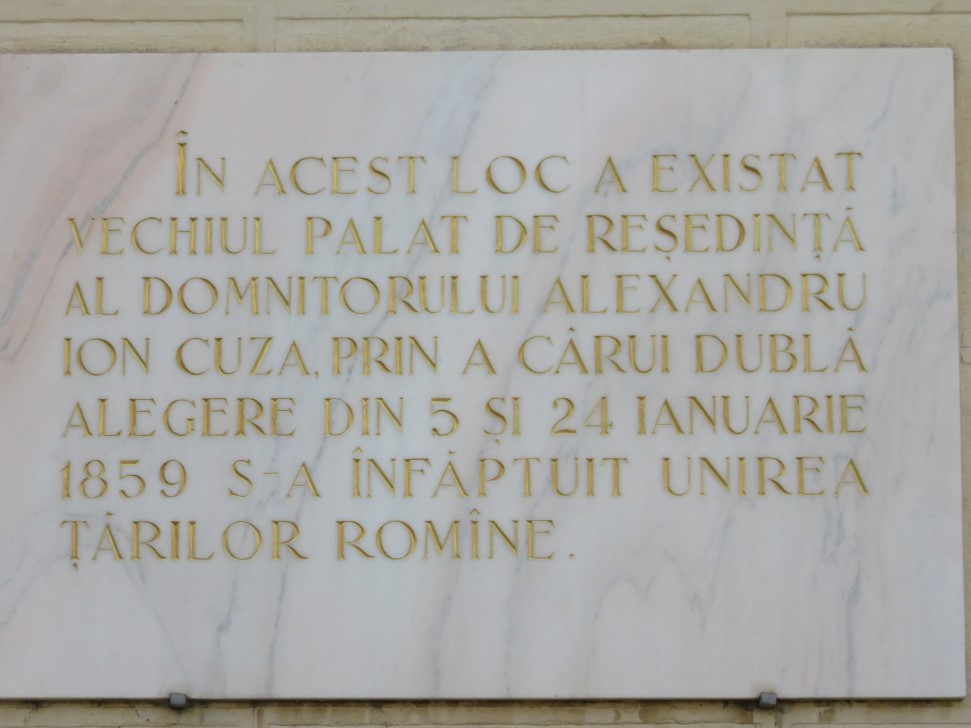 ÎN ACEST LOC A EXISTAT
VECHIUL PALAT DE REȘEDINȚĂ
AL DOMNITORULUI ALEXANDRU
ION CUZA, PRIN A CĂRUI DUBLĂ
ALEGERE DIN 5 ȘI 24 IANUARIE
1859 S-A ÎNFĂPTUIT UNIREA
ȚĂRILOR ROMÎNE.